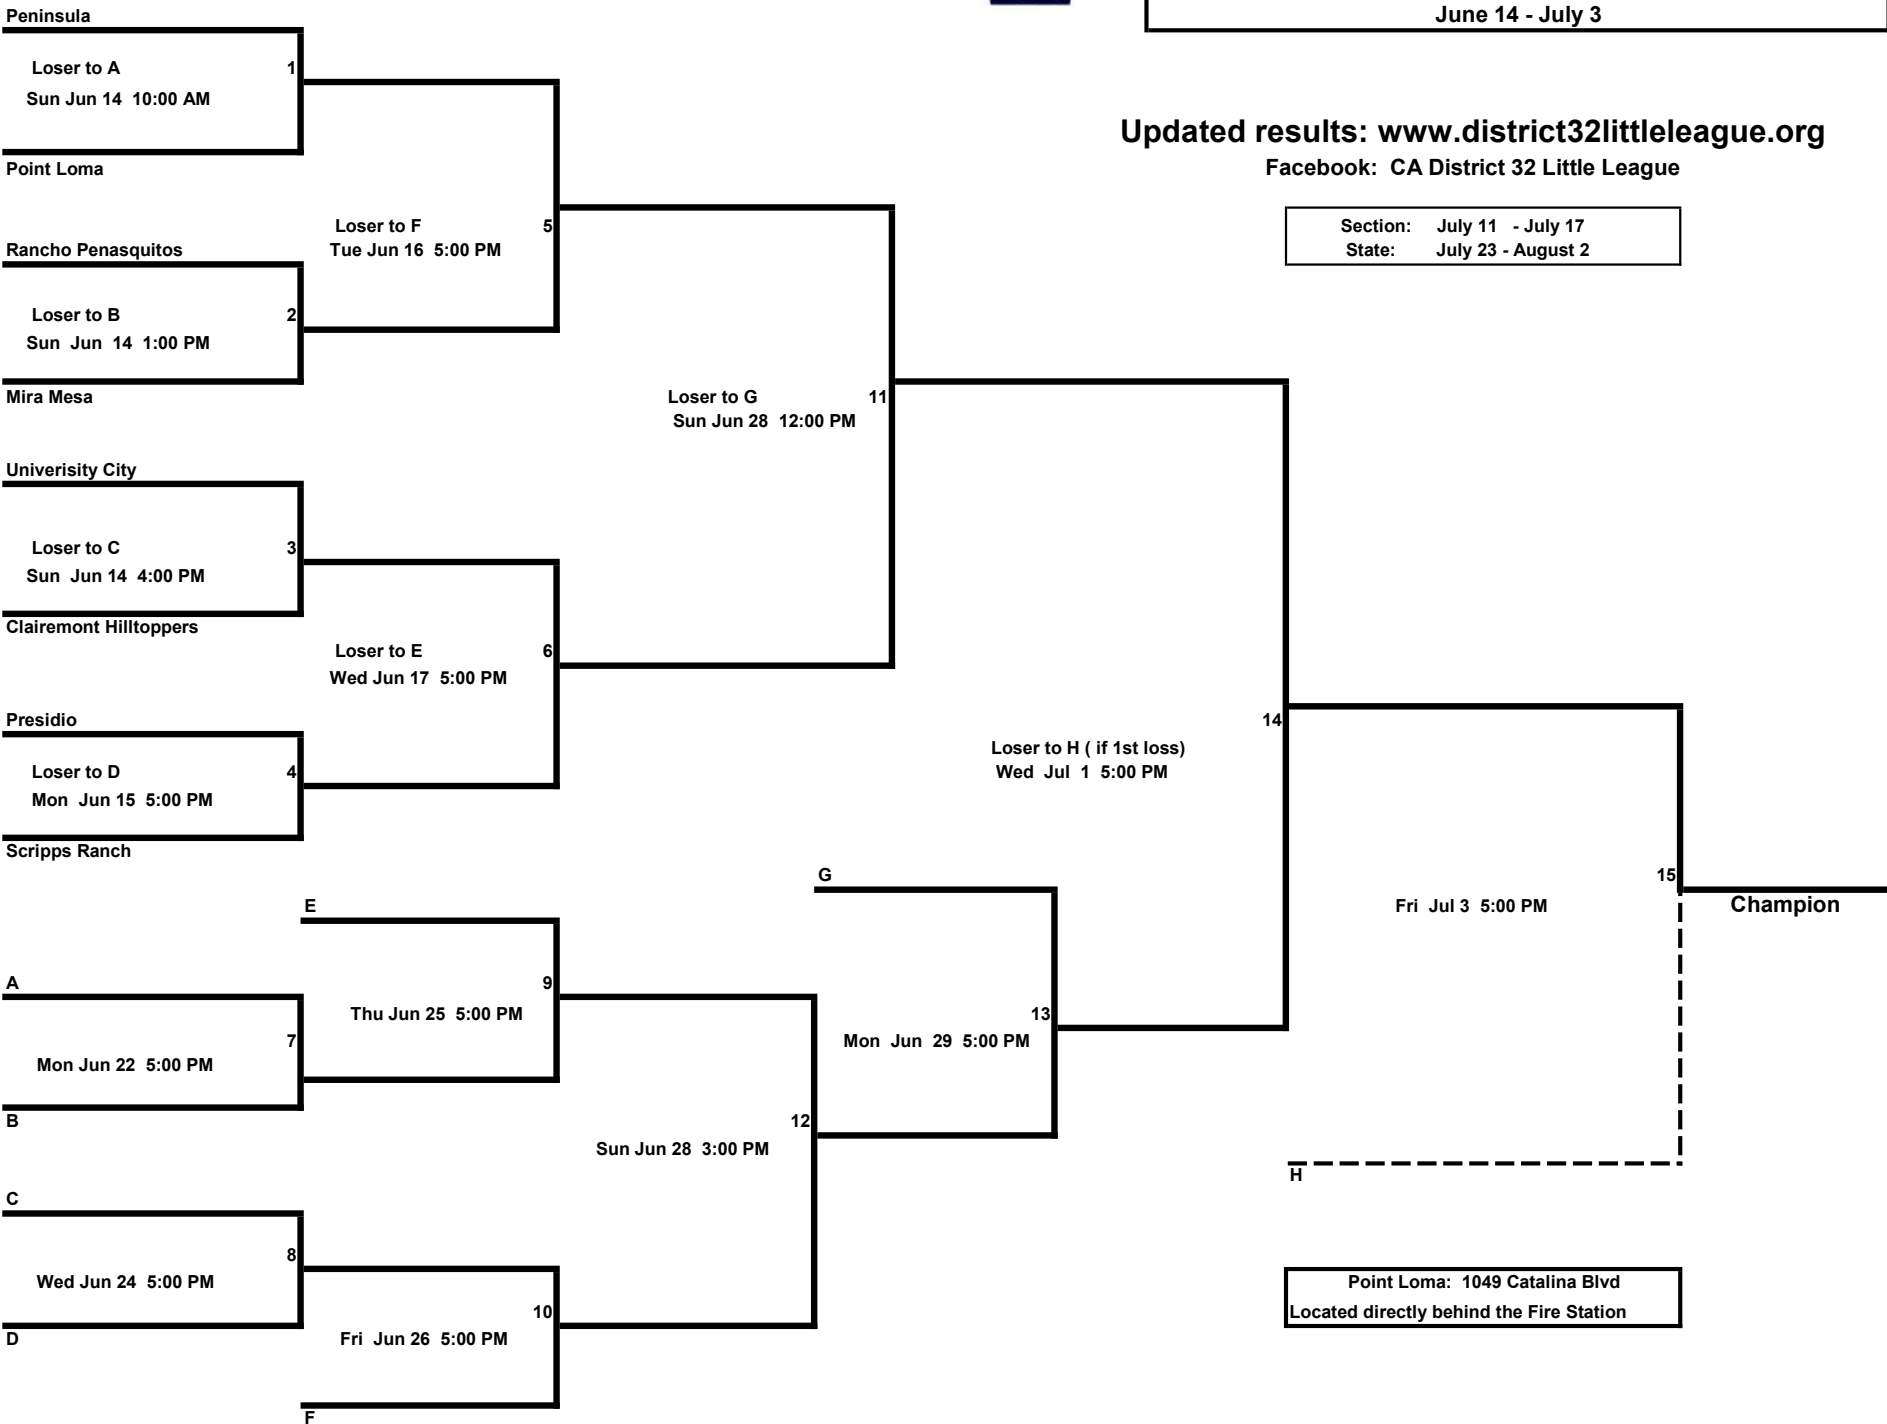 Peninsula
June 14 - July 3
Loser to A 1
Sun Jun 14 10:00 AM
Updated results: www.district32littleleague.org
Point Loma
Facebook: CA District 32 Little League
Loser to F 5
Rancho Penasquitos
Tue Jun 16 5:00 PM
Section: July 11 - July 17
State: July 23 - August 2
Loser to B 2
Sun Jun 14 1:00 PM
Mira Mesa
Loser to G 11
Sun Jun 28 12:00 PM
Univerisity City
Loser to C 3
Sun Jun 14 4:00 PM
Clairemont Hilltoppers
Loser to E 6
Wed Jun 17 5:00 PM
Presidio
14
Loser to H ( if 1st loss)
Wed Jul 1 5:00 PM
Loser to D 4
Mon Jun 15 5:00 PM
Scripps Ranch
G
15
E
Fri Jul 3 5:00 PM
Champion
A
9
Thu Jun 25 5:00 PM
13
7
Mon Jun 29 5:00 PM
Mon Jun 22 5:00 PM
B
12
Sun Jun 28 3:00 PM
H
C
8
Wed Jun 24 5:00 PM
Point Loma: 1049 Catalina Blvd
Located directly behind the Fire Station
10
D
Fri Jun 26 5:00 PM
F